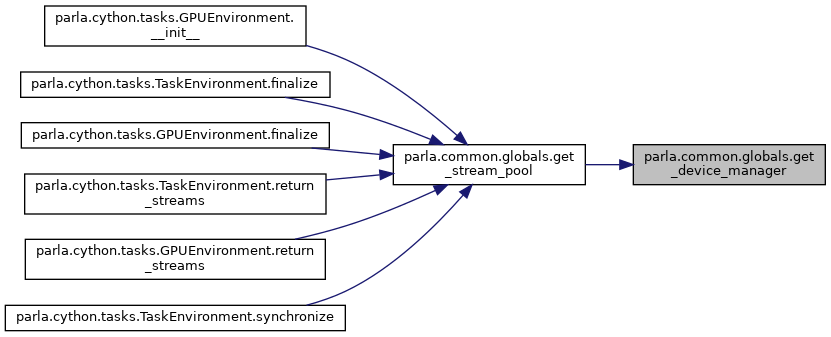 parla.cython.tasks.GPUEnvironment.
__init__
parla.cython.tasks.TaskEnvironment.finalize
parla.cython.tasks.GPUEnvironment.finalize
parla.cython.tasks.TaskEnvironment.return
_streams
parla.cython.tasks.GPUEnvironment.return
_streams
parla.cython.tasks.TaskEnvironment.synchronize
parla.common.globals.get
_stream_pool
parla.common.globals.get
_device_manager